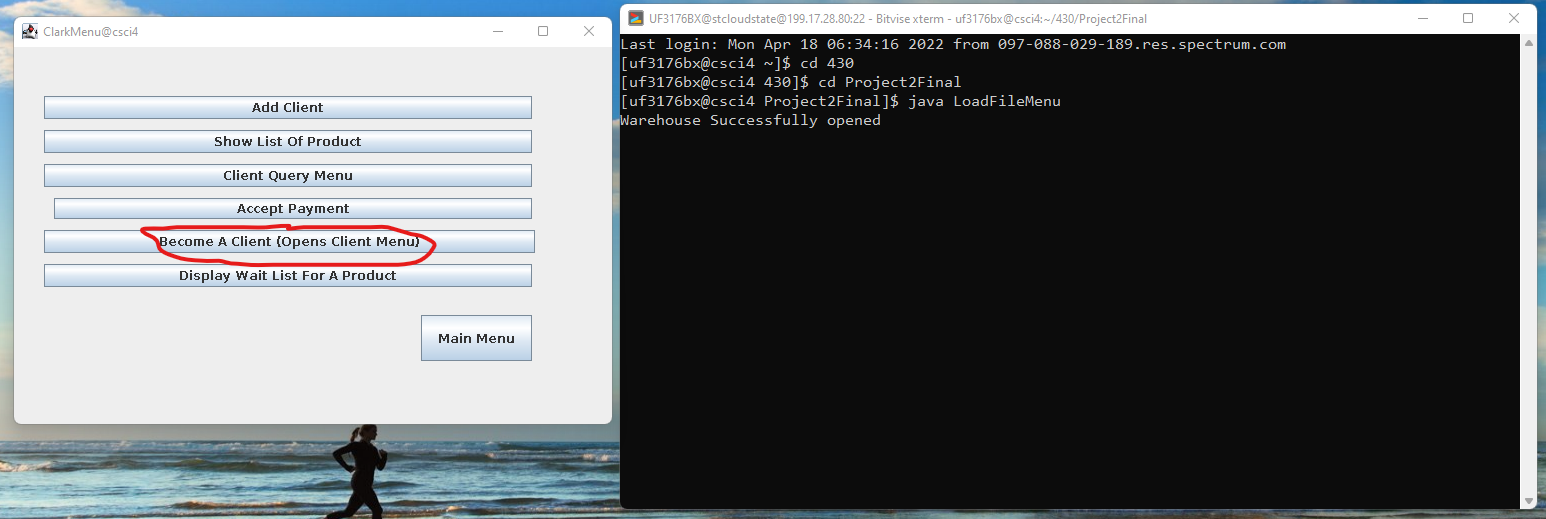 ClarkMenu@csci4
Add Client
Show List Of Product
Client Query Menu
Accept Payment
Become A Client (Opens Client Menu)
Display Wait List For A Product
Main Menu
UF3176BX@stcloudstate@199.17.28.80:22 - Bitvise xterm - uf3176bx@csci4:~/430/Project2Final
Last login: Mon Apr 18 06:34:16 2022 from 097-088-029-189.res.spectrum.com
[uf3176bx@csci4 ~]$ cd 430
[uf3176bx@csci4 430]$ cd Project2Final
[uf3176bx@csci4 Project2Final]$ java LoadFileMenu
Warehouse Successfully opened